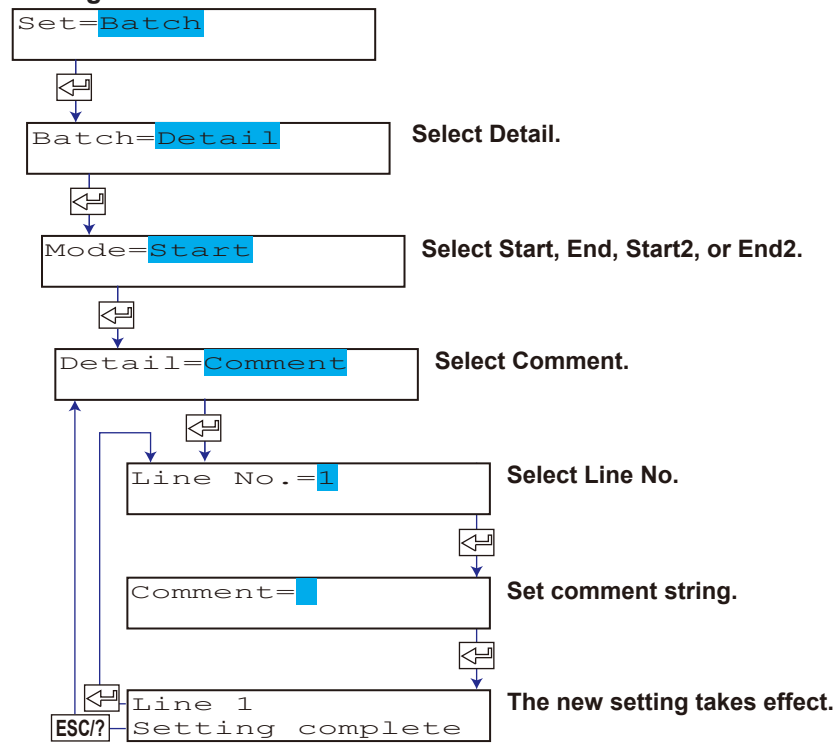 Set=Batch
Batch=Detail
Select Detail.
Mode=Start
Select Start, End, Start2, or End2.
Detail=Comment
Select Comment.
Line No.=1
Select Line No.
Comment=
Set comment string.
Line 1
The new setting takes effect.
ESC/?
Setting complete